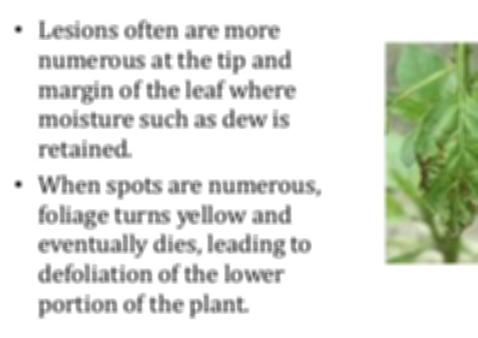 • Lesions often are more
numerous at the tip and
margin of the leaf where
moisture such as dew is
retained.
• When spots are numerous,
foliage turns yellow and
eventually dies, leading to
defoliation of the lower
portion of the plant.